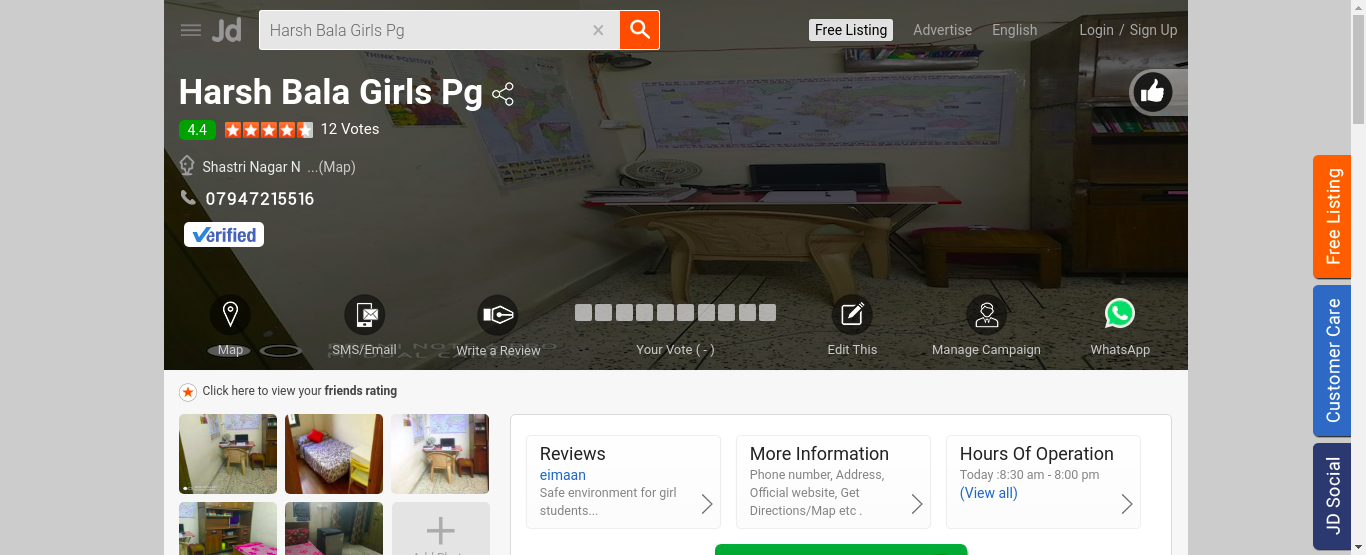 Jd
Harsh Bala Girls Pg
Free Listing
Advertise
English
Login / Sign Up
THINK POSITIVE!
Harsh Bala Girls Pg
4.4
12 Votes
Shastri Nagar N ...(Map)
07947215516
Verified
Map
SMS/Email
Write a Review
Your Vote ( - )
Edit This
Manage Campaign
WhatsApp
Click here to view your friends rating
Reviews
eimaan
Safe environment for girl
students...
More Information
Phone number, Address,
Official website, Get
Directions/Map etc .
Hours Of Operation
Today :8:30 am - 8:00 pm
(View all)
Free Listing
Customer Care
JD Social